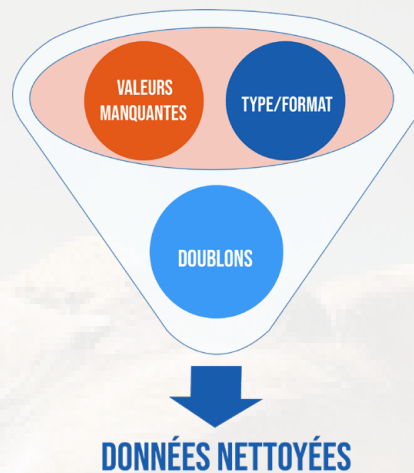 VALEURS
MANQUANTES
TYPE/FORMAT
DOUBLONS
DONNÉES NETTOYÉES